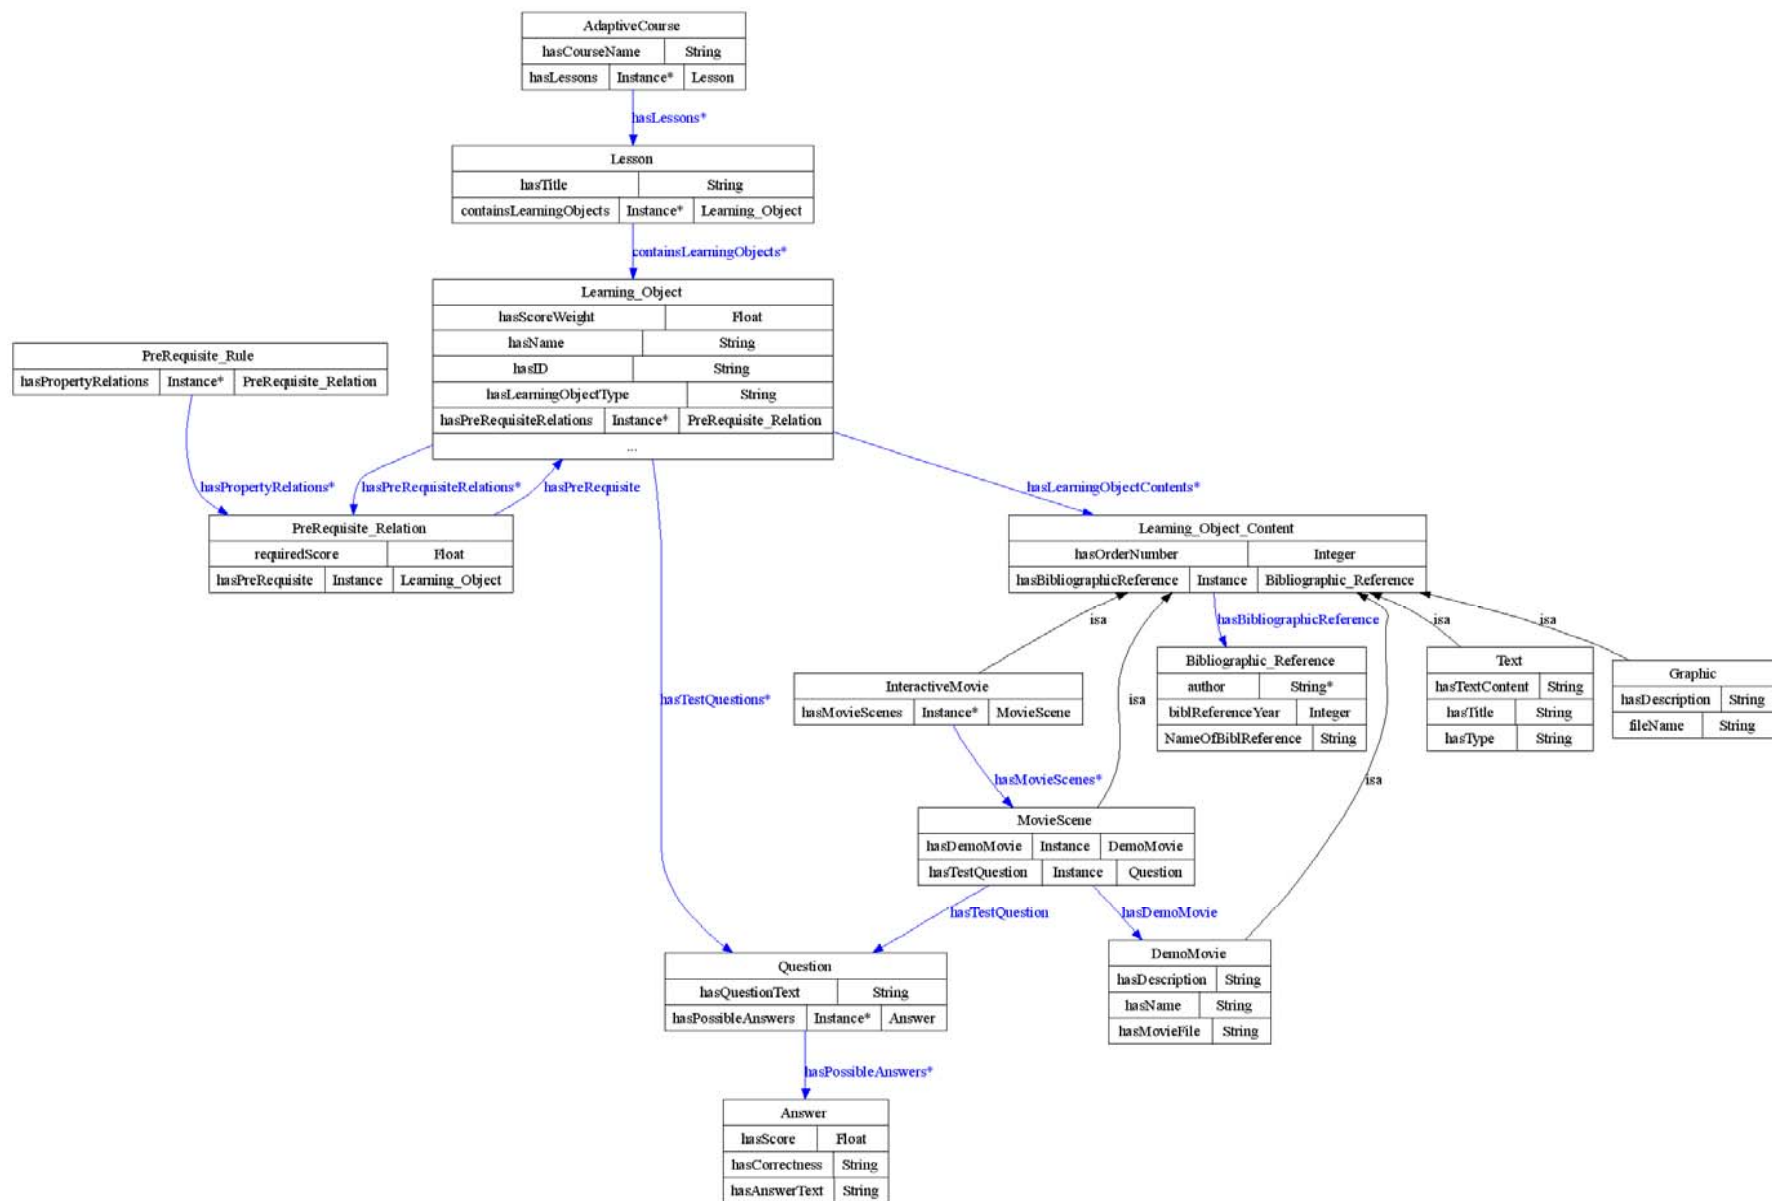 AdaptiveCourse
hasCourseName String
hasLessons Instance* Lesson
hasLessons*
Lesson
hasTitle String
containsLearningObjects Instance* Learning_Object
containsLearningObjects*
Learning_Object
hasScoreWeight Float
hasName String
hasID String
hasLearningObjectType String
hasPreRequisiteRelations Instance* PreRequisite_Relation
...
PreRequisite_Rule
hasPropertyRelations Instance* PreRequisite_Relation
hasPropertyRelations*
hasPreRequisiteRelations*
hasPreRequisite
hasLearningObjectContents*
PreRequisite_Relation
requiredScore Float
hasPreRequisite Instance Learning_Object
Learning_Object_Content
hasOrderNumber Integer
hasBibliographicReference Instance Bibliographic_Reference
isa
isa
hasBibliographicReference
isa
isa
isa
hasTestQuestions*
InteractiveMovie
hasMovieScenes Instance* MovieScene
Bibliographic_Reference
author String*
biblReferenceYear Integer
NameOfBiblReference String
Text
hasTextContent String
hasTitle String
hasType String
Graphic
hasDescription String
fileName String
hasMovieScenes*
MovieScene
hasDemoMovie Instance DemoMovie
hasTestQuestion Instance Question
hasTestQuestion
hasDemoMovie
Question
hasQuestionText String
hasPossibleAnswers Instance* Answer
DemoMovie
hasDescription String
hasName String
hasMovieFile String
hasPossibleAnswers*
Answer
hasScore Float
hasCorrectness String
hasAnswerText String